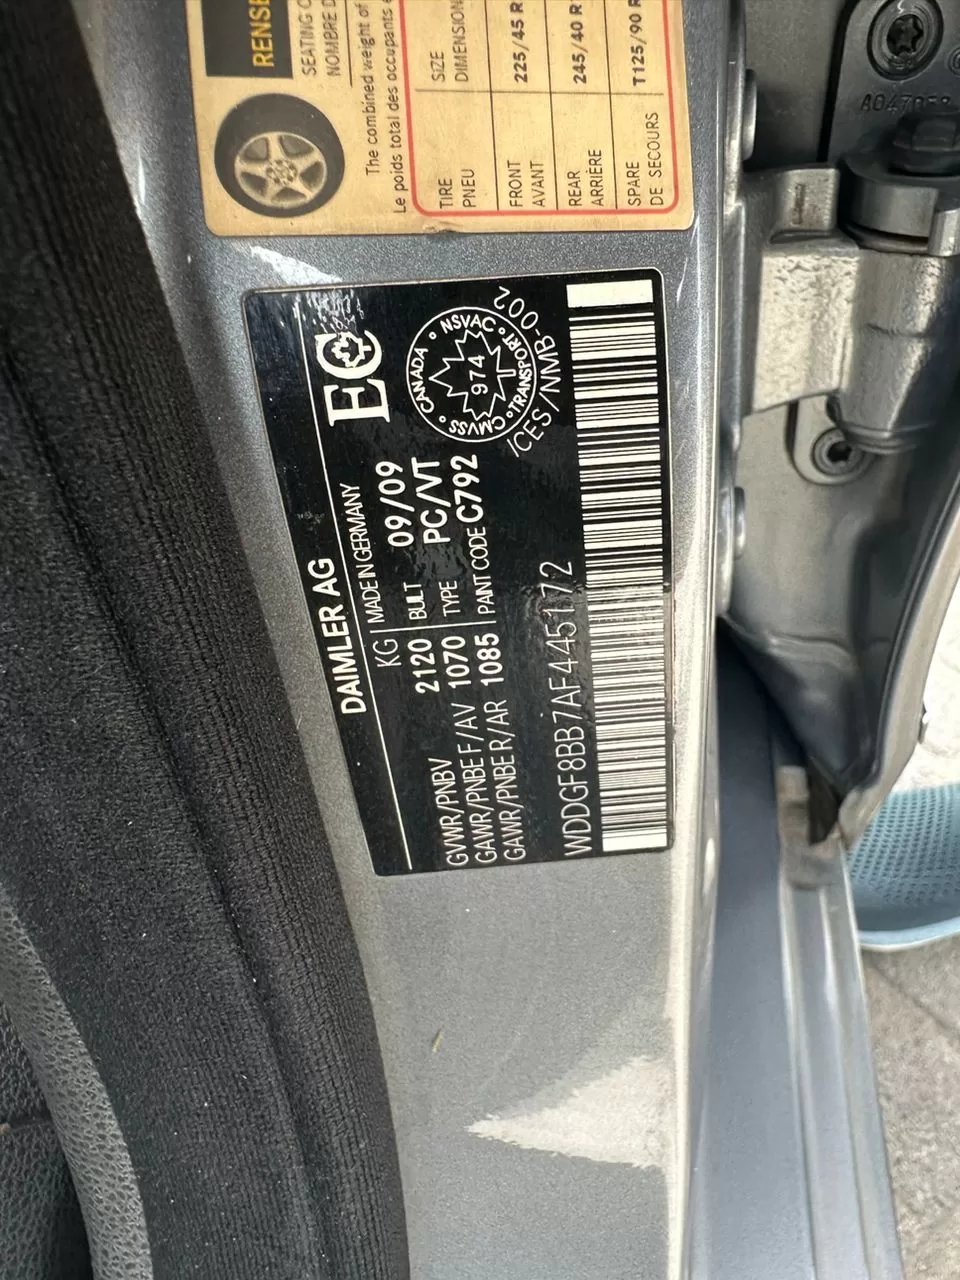 RENSE
SEATING C
NOMBRE D
The combined weight of
Le poids total des occupants
TIRE SIZE
PNEU DIMENSION
FRONT 225/45 R
AVANT
REAR 245/40 R
ARRIÈRE
SPARE T125/90 R
DE SECOURS
DAIMLER AG
KG MADE IN GERMANY
GVWR/PNBV 2120 BUILT 09/09
GAWR/PNBE F/AV 1070 TYPE PC/VT
GAWR/PNBE R/AR 1085 PAINT CODE C792
EC
CANADA • NSVAC • TRANSPORT • CMVSS •
974
ICES/NMB-002
WDDGF8BB7AF445172